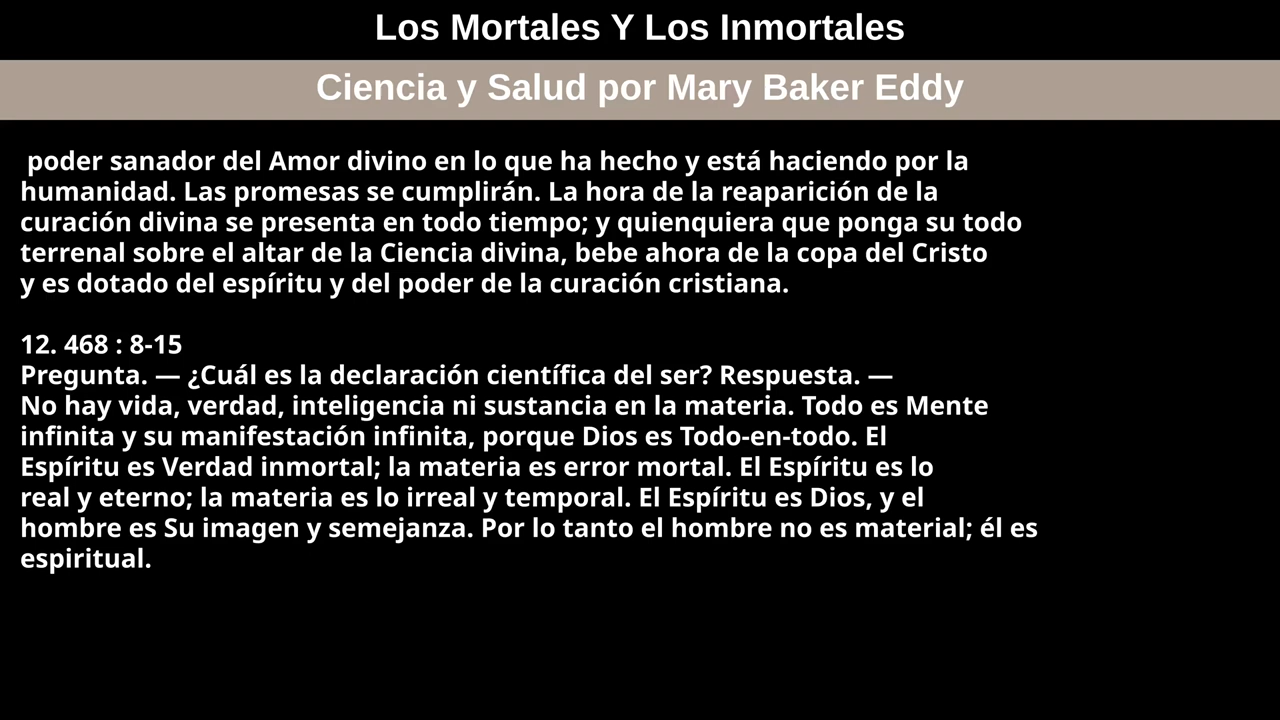 Los Mortales Y Los Inmortales
Ciencia y Salud por Mary Baker Eddy
poder sanador del Amor divino en lo que ha hecho y está haciendo por la
humanidad. Las promesas se cumplirán. La hora de la reaparición de la
curación divina se presenta en todo tiempo; y quienquiera que ponga su todo
terrenal sobre el altar de la Ciencia divina, bebe ahora de la copa del Cristo
y es dotado del espíritu y del poder de la curación cristiana.
12. 468 : 8-15
Pregunta. — ¿Cuál es la declaración científica del ser? Respuesta. —
No hay vida, verdad, inteligencia ni sustancia en la materia. Todo es Mente
infinita y su manifestación infinita, porque Dios es Todo-en-todo. El
Espíritu es Verdad inmortal; la materia es error mortal. El Espíritu es lo
real y eterno; la materia es lo irreal y temporal. El Espíritu es Dios, y el
hombre es Su imagen y semejanza. Por lo tanto el hombre no es material; él es
espiritual.